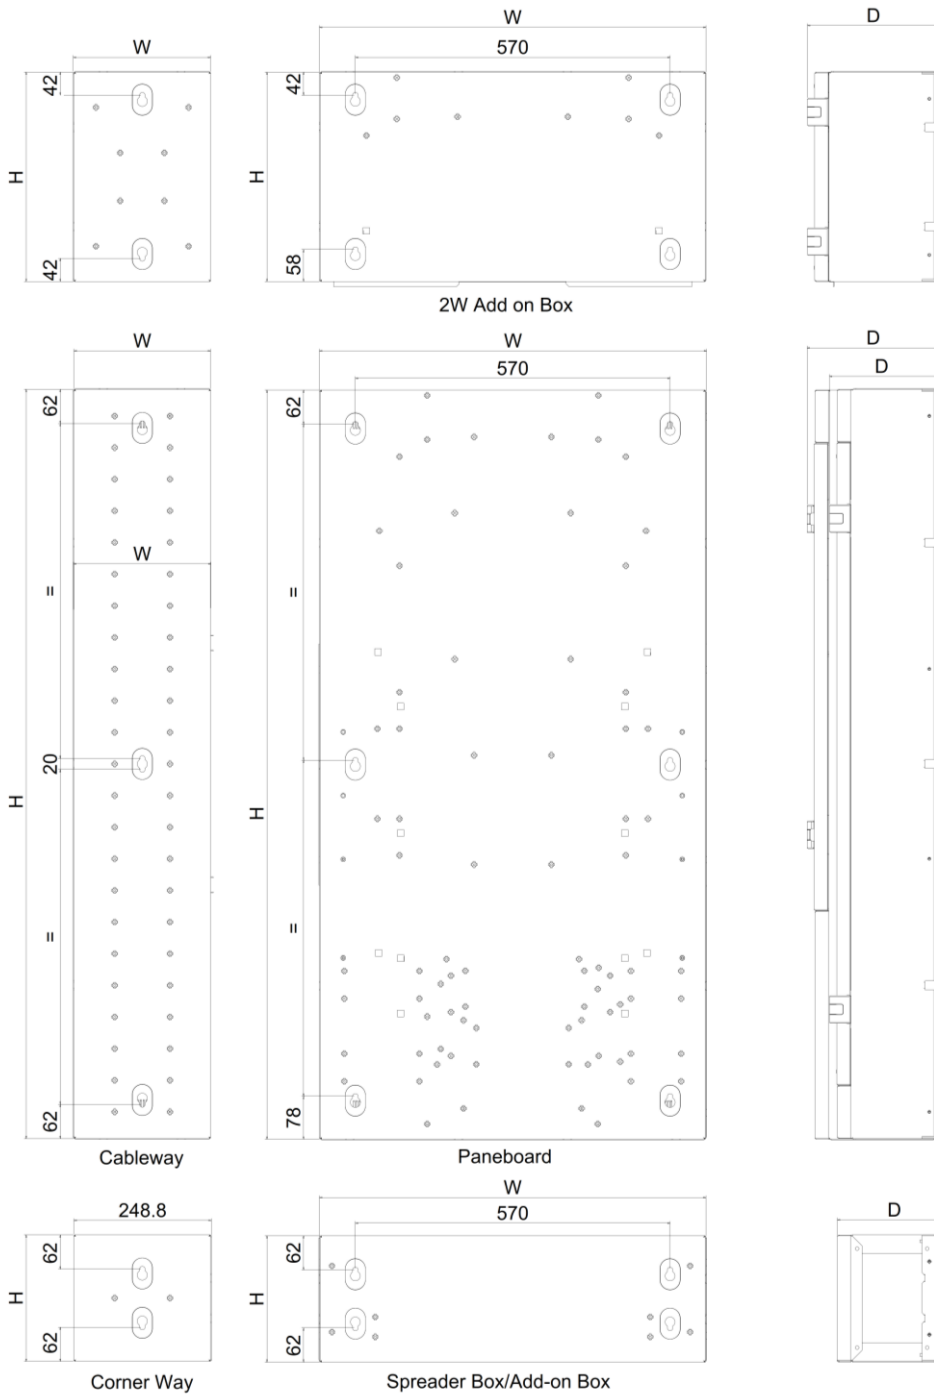 W
D
W
570
42
42
H
H
42
58
2W Add on Box
W
W
D
570
D
62
62
W
=
=
20
H
H
=
=
62
78
Cableway
Paneboard
W
248.8
570
D
62
62
H
H
62
62
Corner Way
Spreader Box/Add-on Box